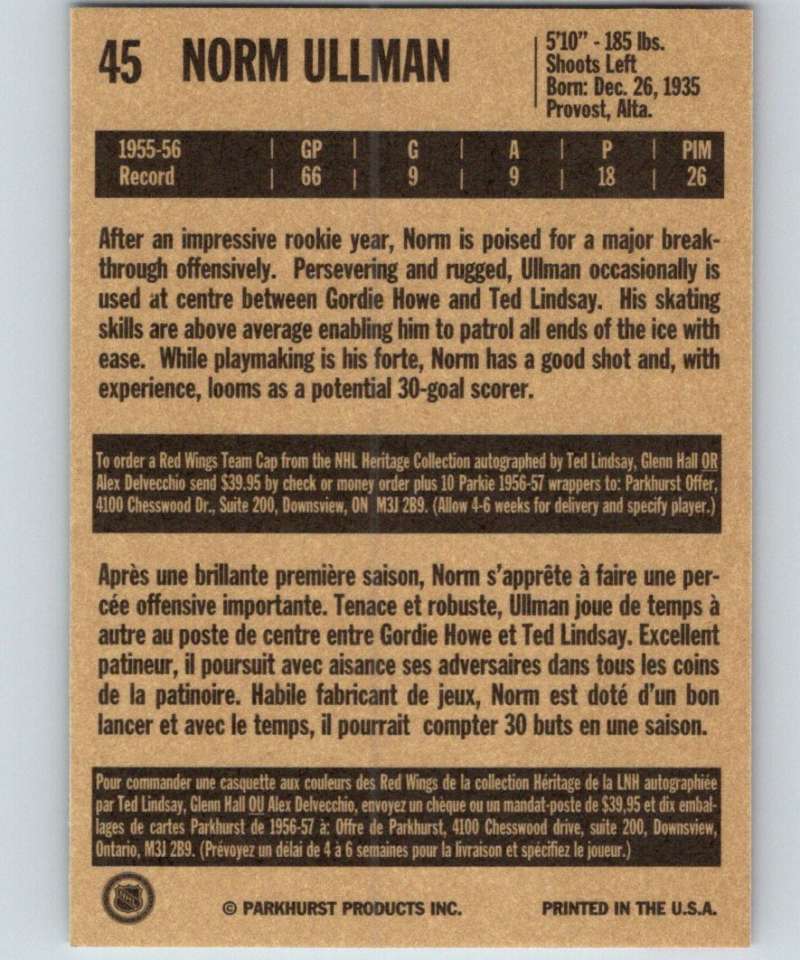 45 NORM ULLMAN
5'10" - 185 lbs.
Shoots Left
Born: Dec. 26, 1935
Provost, Alta.
1955-56 | GP | G | A | P | PIM
Record | 66 | 9 | 9 | 18 | 26
After an impressive rookie year, Norm is poised for a major break-
through offensively. Persevering and rugged, Ullman occasionally is
used at centre between Gordie Howe and Ted Lindsay. His skating
skills are above average enabling him to patrol all ends of the ice with
ease. While playmaking is his forte, Norm has a good shot and, with
experience, looms as a potential 30-goal scorer.
To order a Red Wings Team Cap from the NHL Heritage Collection autographed by Ted Lindsay, Glenn Hall OR
Alex Delvecchio send $39.95 by check or money order plus 10 Parkie 1956-57 wrappers to: Parkhurst Offer,
4100 Chesswood Dr., Suite 200, Downsview, ON M3J 2B9. (Allow 4-6 weeks for delivery and specify player.)
Après une brillante première saison, Norm s'apprête à faire une per-
cée offensive importante. Tenace et robuste, Ullman joue de temps à
autre au poste de centre entre Gordie Howe et Ted Lindsay. Excellent
patineur, il poursuit avec aisance ses adversaires dans tous les coins
de la patinoire. Habile fabricant de jeux, Norm est doté d'un bon
lancer et avec le temps, il pourrait compter 30 buts en une saison.
Pour commander une casquette aux couleurs des Red Wings de la collection Héritage de la LNH autographiée
par Ted Lindsay, Glenn Hall OU Alex Delvecchio, envoyez un chèque ou un mandat-poste de $39,95 et dix embal-
lages de cartes Parkhurst de 1956-57 à: Offre de Parkhurst, 4100 Chesswood drive, suite 200, Downsview,
Ontario, M3J 2B9. (Prévoyez un délai de 4 à 6 semaines pour la livraison et spécifiez le joueur.)
NHL © PARKHURST PRODUCTS INC. PRINTED IN THE U.S.A.